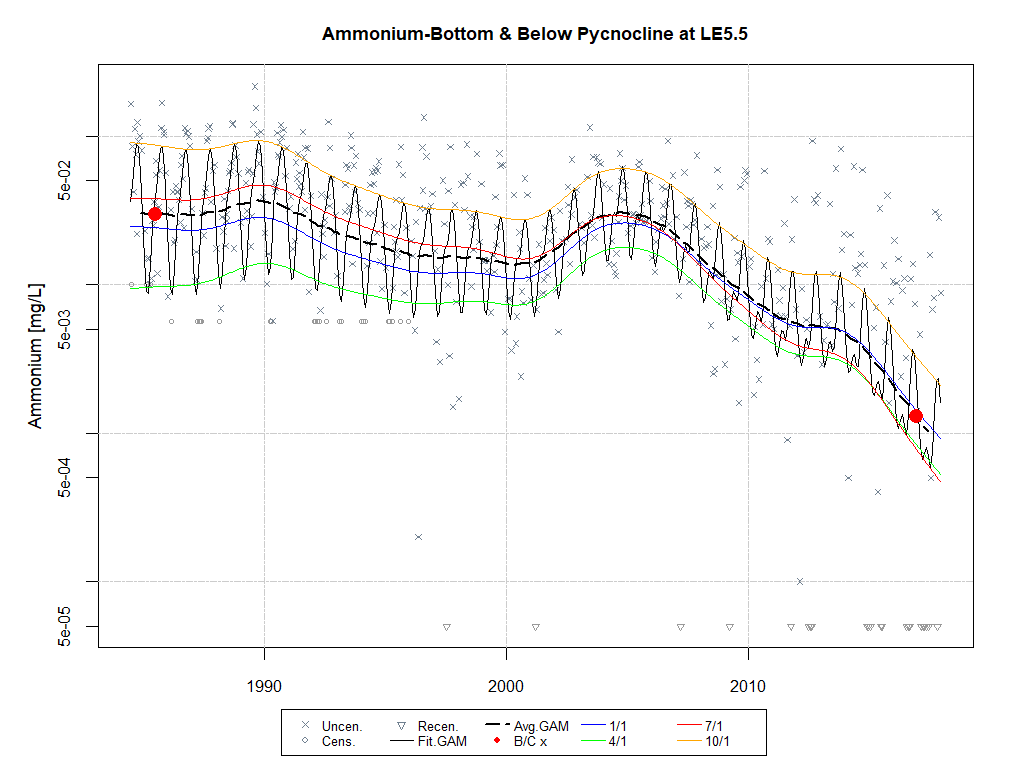 Ammonium-Bottom & Below Pycnocline at LE5.5
Ammonium [mg/L]
5e-02
5e-03
5e-04
5e-05
1990 2000 2010
Uncen. Recen. Avg.GAM 1/1 7/1
Cens. Fit.GAM B/C x 4/1 10/1